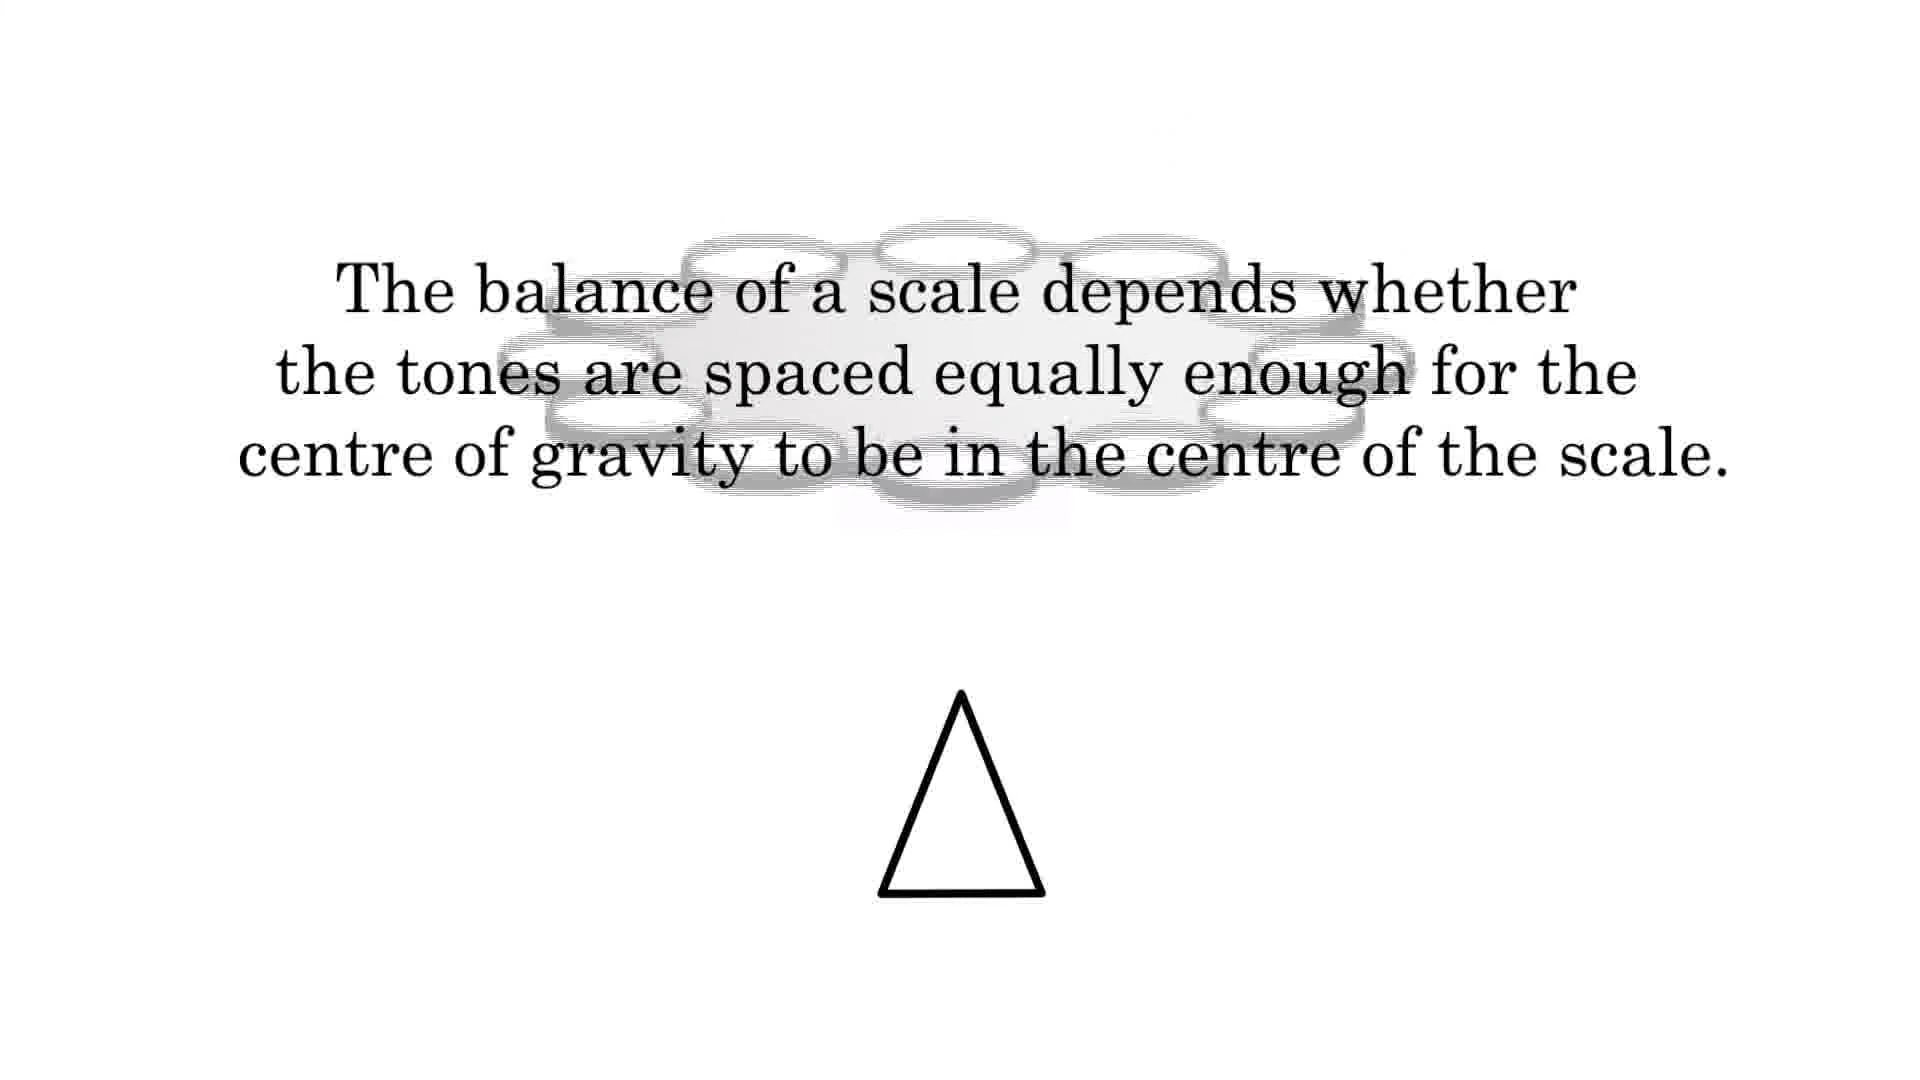 The balance of a scale depends whether
the tones are spaced equally enough for the
centre of gravity to be in the centre of the scale.